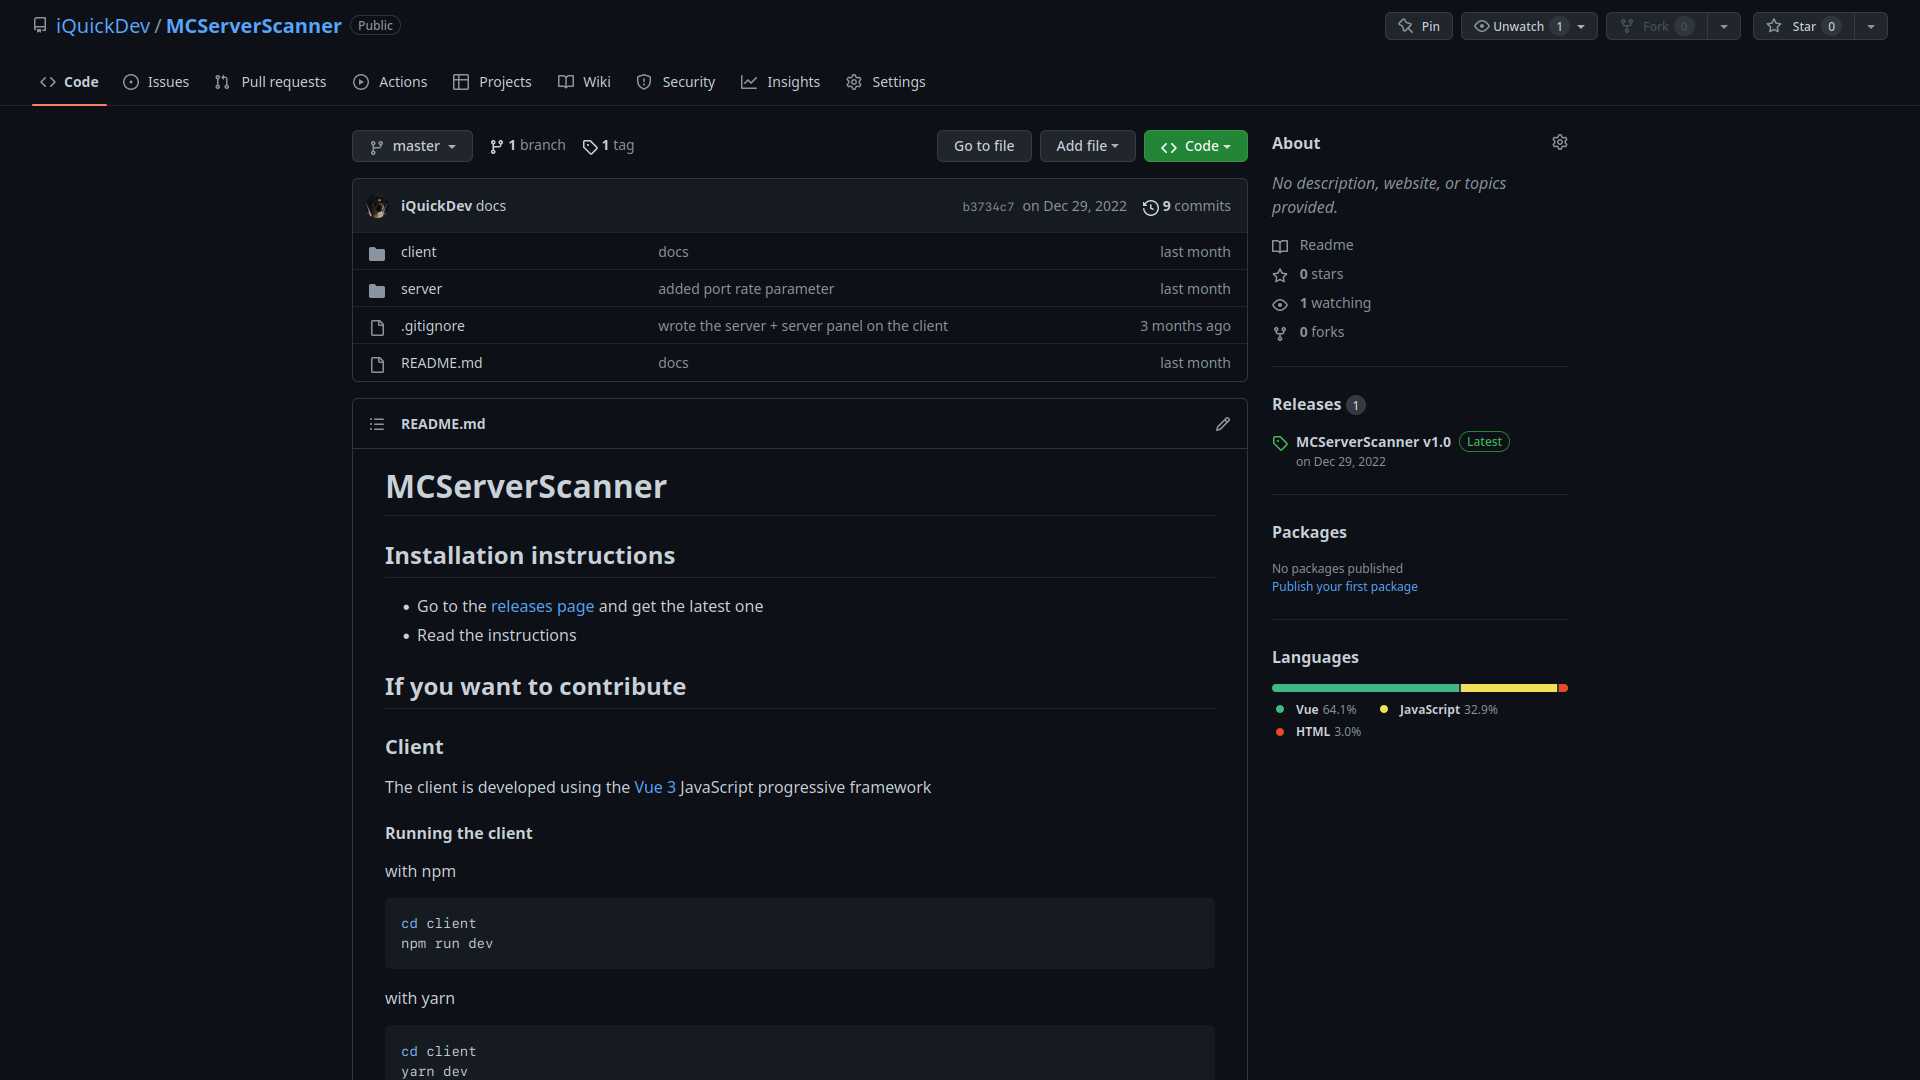 iQuickDev / MCServerScanner Public
Pin Unwatch 1 Fork 0 Star 0
Code Issues Pull requests Actions Projects Wiki Security Insights Settings
master 1 branch 1 tag Go to file Add file Code
iQuickDev docs b3734c7 on Dec 29, 2022 9 commits
client docs last month
server added port rate parameter last month
.gitignore wrote the server + server panel on the client 3 months ago
README.md docs last month
README.md
MCServerScanner
Installation instructions
• Go to the releases page and get the latest one
• Read the instructions
If you want to contribute
Client
The client is developed using the Vue 3 JavaScript progressive framework
Running the client
with npm
cd client
npm run dev
with yarn
cd client
yarn dev
About
No description, website, or topics
provided.
Readme
0 stars
1 watching
0 forks
Releases 1
MCServerScanner v1.0 Latest
on Dec 29, 2022
Packages
No packages published
Publish your first package
Languages
Vue 64.1% JavaScript 32.9%
HTML 3.0%